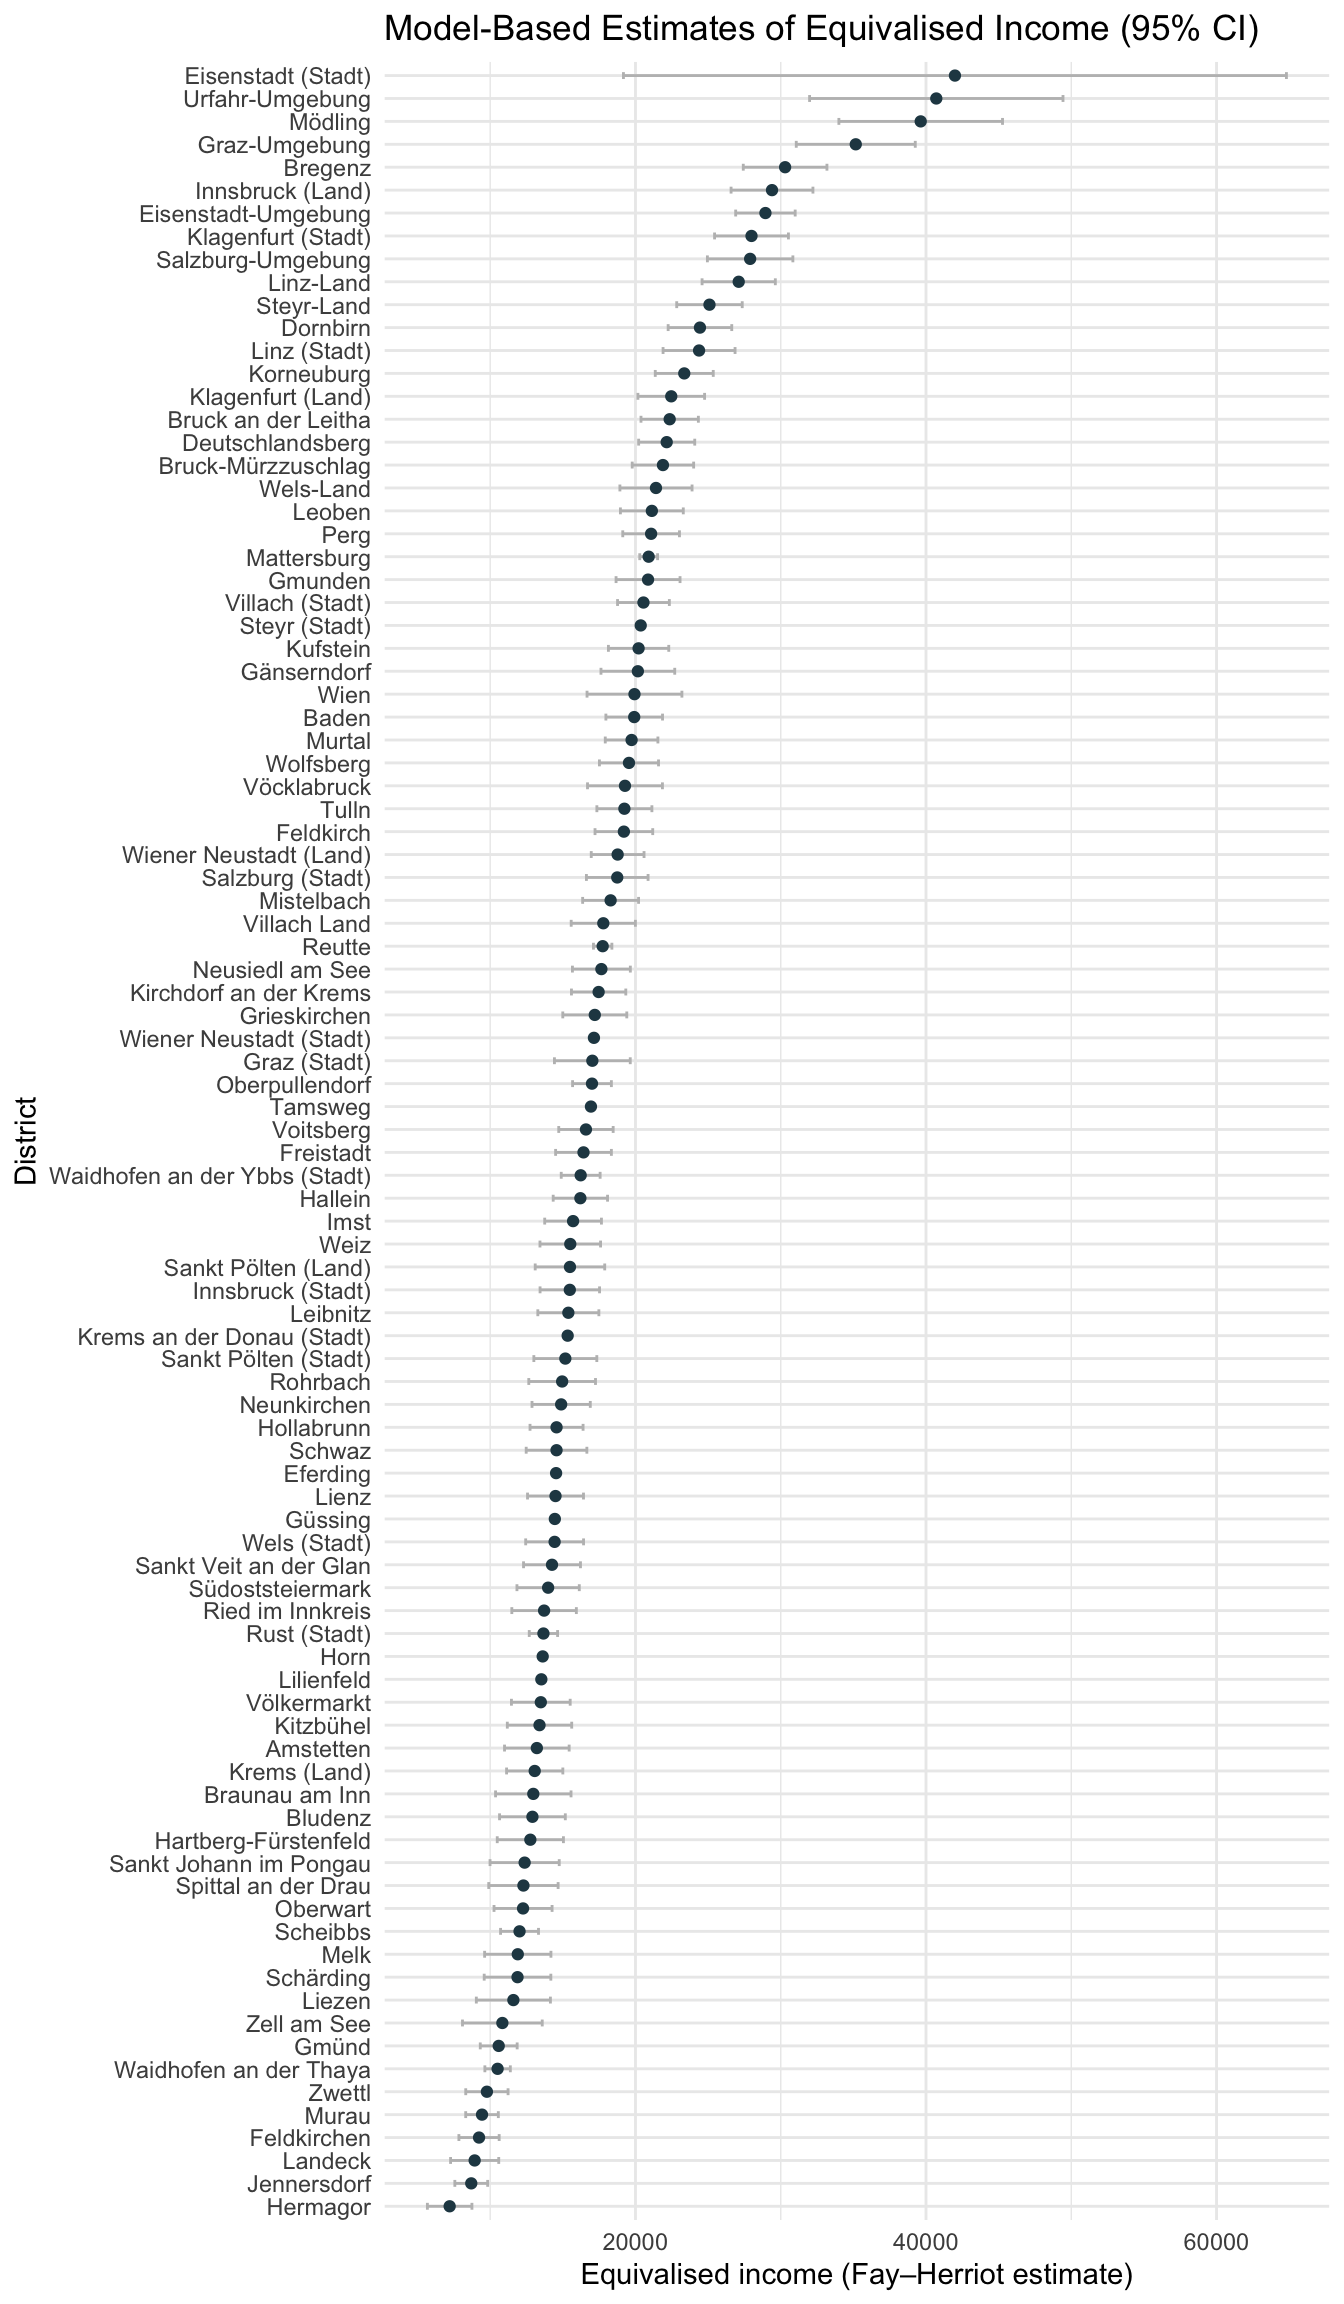 Model-Based Estimates of Equivalised Income (95% CI)
Eisenstadt (Stadt)
Urfahr-Umgebung
Mödling
Graz-Umgebung
Bregenz
Innsbruck (Land)
Eisenstadt-Umgebung
Klagenfurt (Stadt)
Salzburg-Umgebung
Linz-Land
Steyr-Land
Dornbirn
Linz (Stadt)
Korneuburg
Klagenfurt (Land)
Bruck an der Leitha
Deutschlandsberg
Bruck-Mürzzuschlag
Wels-Land
Leoben
Perg
Mattersburg
Gmunden
Villach (Stadt)
Steyr (Stadt)
Kufstein
Gänserndorf
Wien
Baden
Murtal
Wolfsberg
Vöcklabruck
Tulln
Feldkirch
Wiener Neustadt (Land)
Salzburg (Stadt)
Mistelbach
Villach Land
Reutte
Neusiedl am See
Kirchdorf an der Krems
Grieskirchen
Wiener Neustadt (Stadt)
Graz (Stadt)
Oberpullendorf
Tamsweg
Voitsberg
Freistadt
Waidhofen an der Ybbs (Stadt)
Hallein
Imst
Weiz
Sankt Pölten (Land)
Innsbruck (Stadt)
Leibnitz
Krems an der Donau (Stadt)
Sankt Pölten (Stadt)
Rohrbach
Neunkirchen
Hollabrunn
Schwaz
Eferding
Lienz
Güssing
Wels (Stadt)
Sankt Veit an der Glan
Südoststeiermark
Ried im Innkreis
Rust (Stadt)
Horn
Lilienfeld
Völkermarkt
Kitzbühel
Amstetten
Krems (Land)
Braunau am Inn
Bludenz
Hartberg-Fürstenfeld
Sankt Johann im Pongau
Spittal an der Drau
Oberwart
Scheibbs
Melk
Schärding
Liezen
Zell am See
Gmünd
Waidhofen an der Thaya
Zwettl
Murau
Feldkirchen
Landeck
Jennersdorf
Hermagor
District
20000 40000 60000
Equivalised income (Fay–Herriot estimate)